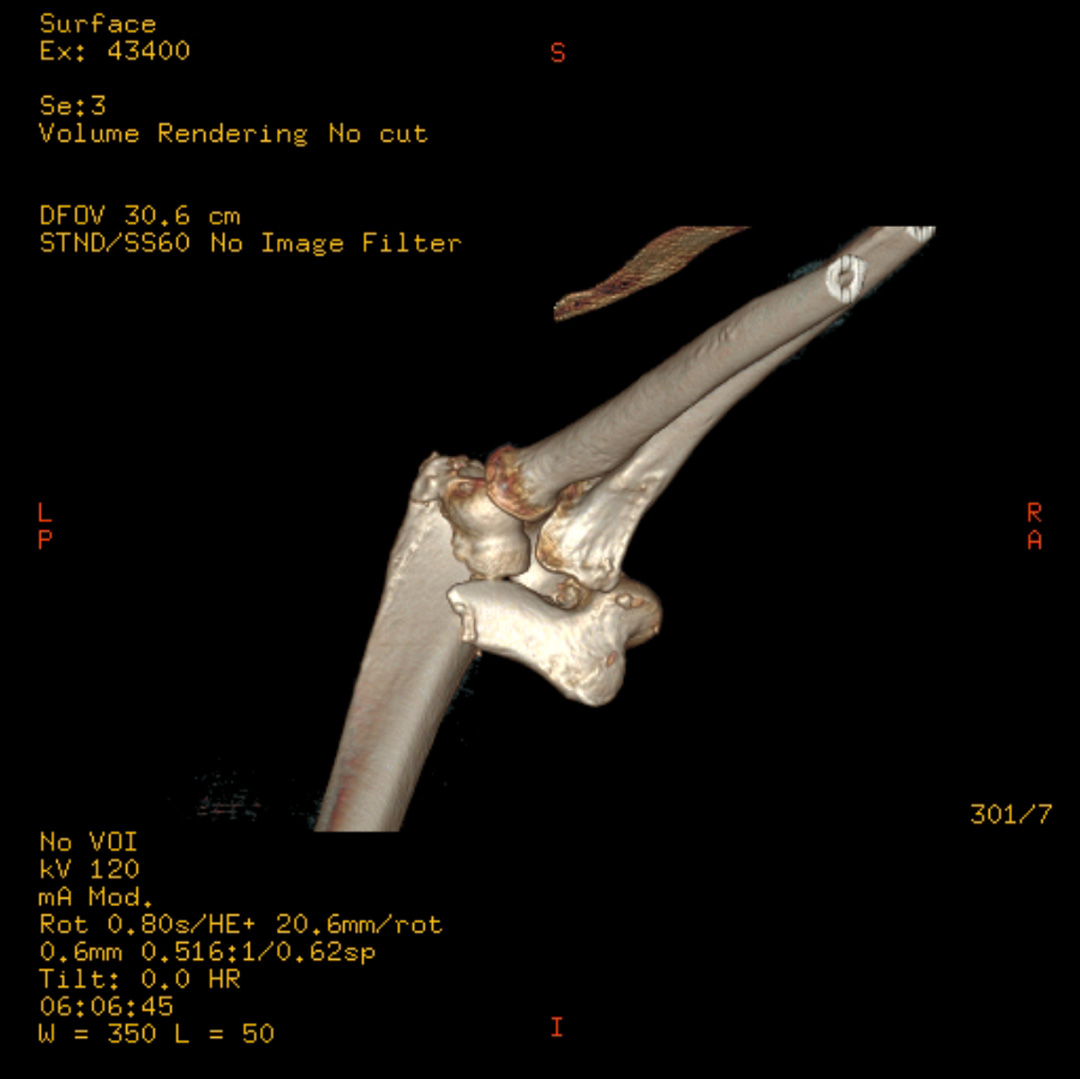 Surface
Ex: 43400
S
Se:3
Volume Rendering No cut
DFOV 30.6 cm
STND/SS60 No Image Filter
L
P
R
A
301/7
No VOI
kV 120
mA Mod.
Rot 0.80s/HE+ 20.6mm/rot
0.6mm 0.516:1/0.62sp
Tilt: 0.0 HR
06:06:45
W = 350 L = 50
I